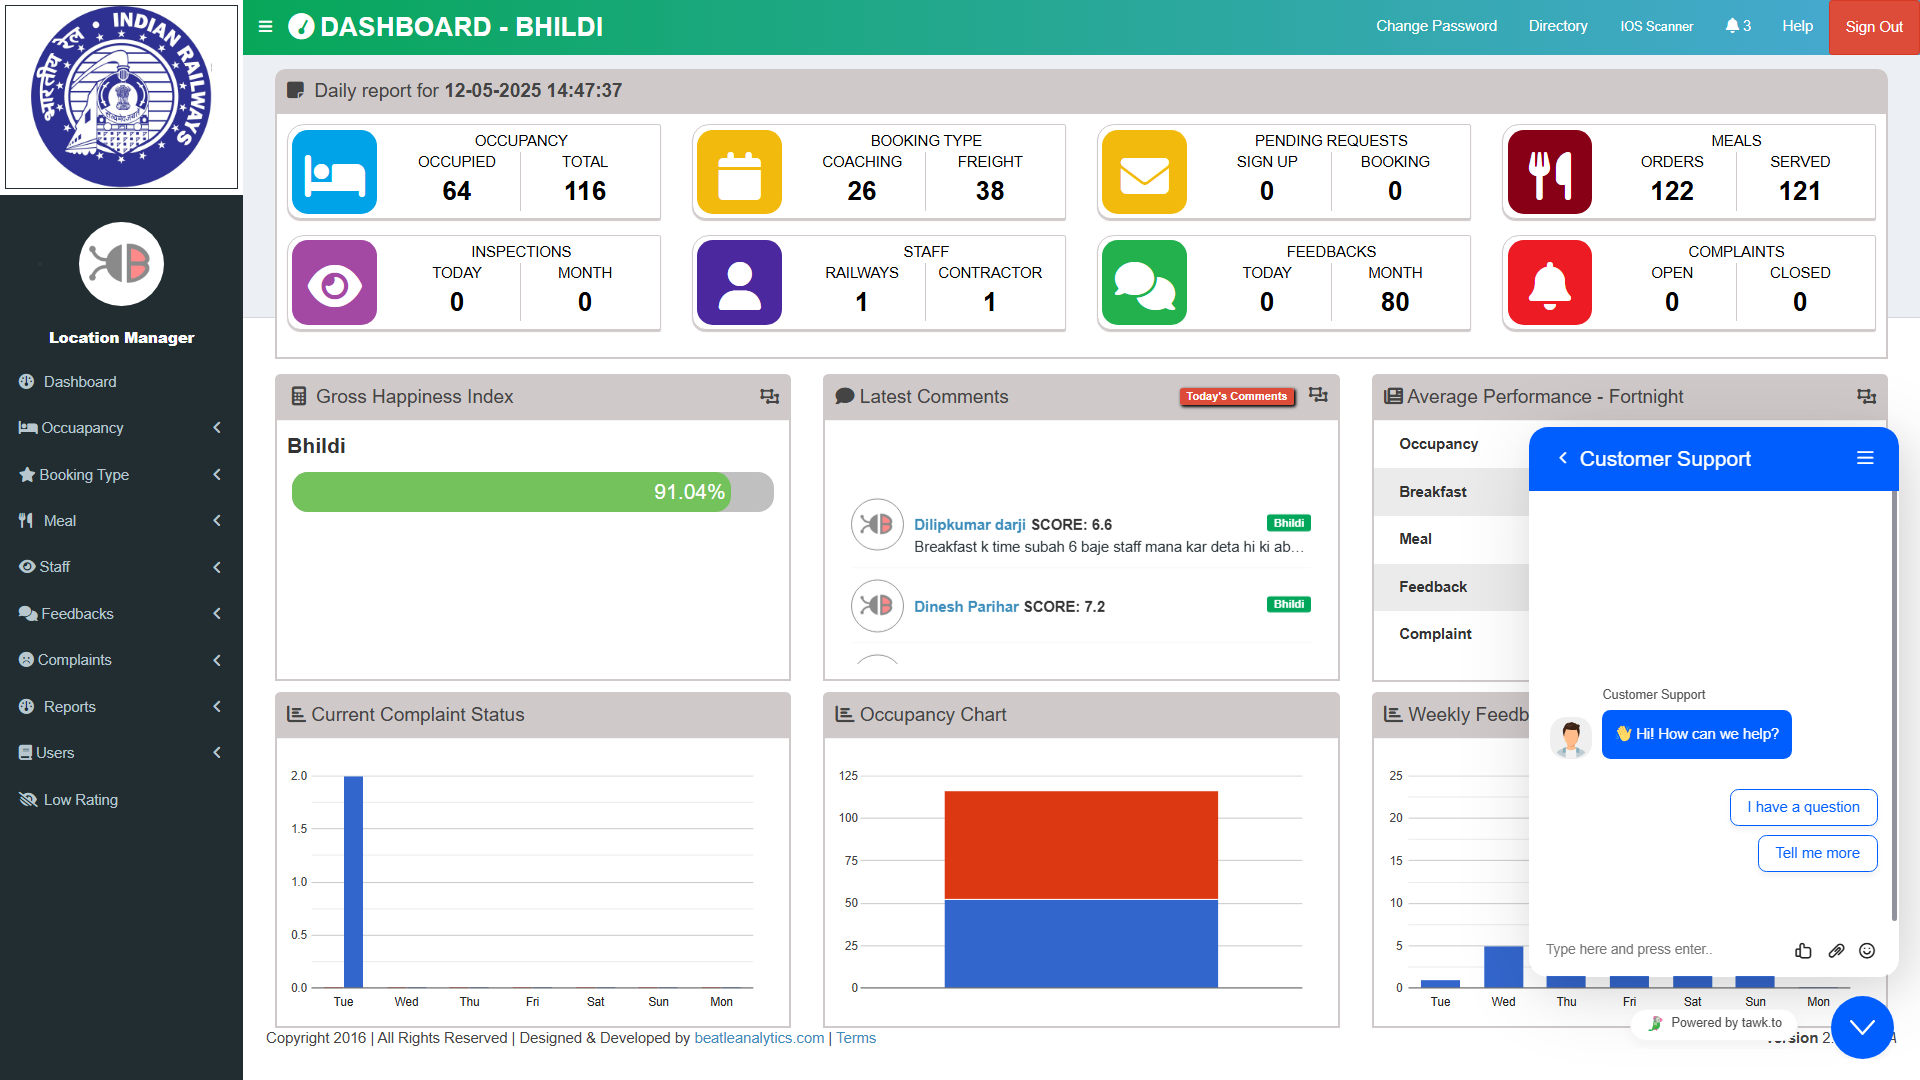 भारतीय रेल INDIAN RAILWAYS
DASHBOARD - BHILDI
Change Password
Directory
IOS Scanner
3
Help
Sign Out
Location Manager
Dashboard
Occuapancy
Booking Type
Meal
Staff
Feedbacks
Complaints
Reports
Users
Low Rating
Daily report for 12-05-2025 14:47:37
OCCUPANCY
OCCUPIED TOTAL
64 116
BOOKING TYPE
COACHING FREIGHT
26 38
PENDING REQUESTS
SIGN UP BOOKING
0 0
MEALS
ORDERS SERVED
122 121
INSPECTIONS
TODAY MONTH
0 0
STAFF
RAILWAYS CONTRACTOR
1 1
FEEDBACKS
TODAY MONTH
0 80
COMPLAINTS
OPEN CLOSED
0 0
Gross Happiness Index
Bhildi
91.04%
Latest Comments
Today's Comments
Dilipkumar darji SCORE: 6.6
Bhildi
Breakfast k time subah 6 baje staff mana kar deta hi ki ab...
Dinesh Parihar SCORE: 7.2
Bhildi
Average Performance - Fortnight
Occupancy
Breakfast
Meal
Feedback
Complaint
Current Complaint Status
2.0
1.5
1.0
0.5
0.0
Tue Wed Thu Fri Sat Sun Mon
Occupancy Chart
125
100
75
50
25
0
Weekly Feedb
25
20
15
10
5
0
Tue Wed Thu Fri Sat Sun Mon
Customer Support
Customer Support
👋 Hi! How can we help?
I have a question
Tell me more
Type here and press enter..
Powered by tawk.to
Copyright 2016 | All Rights Reserved | Designed & Developed by beatleanalytics.com | Terms